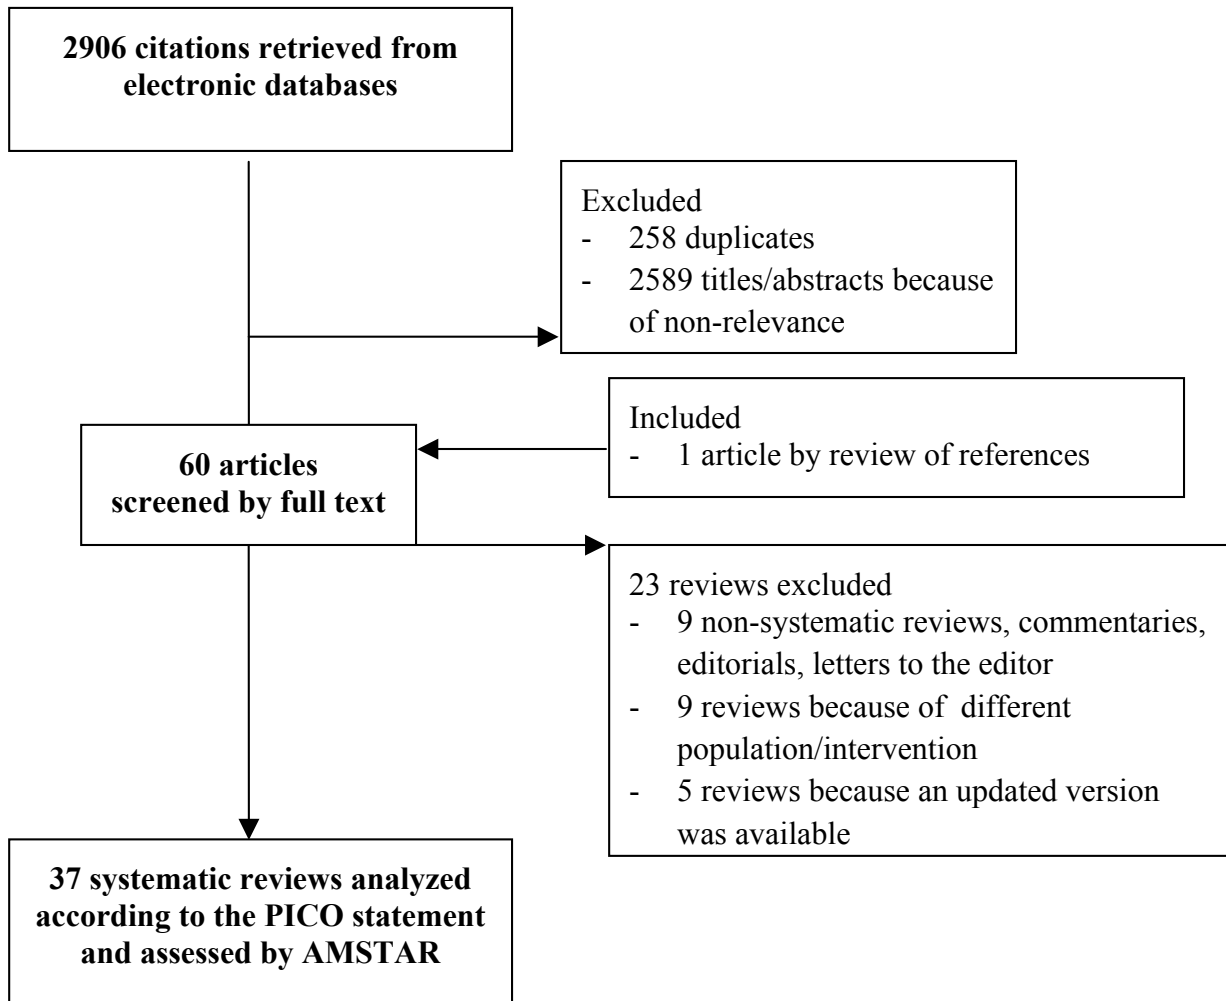 2906 citations retrieved from
electronic databases
Excluded
- 258 duplicates
- 2589 titles/abstracts because
of non-relevance
Included
- 1 article by review of references
60 articles
screened by full text
23 reviews excluded
- 9 non-systematic reviews, commentaries,
editorials, letters to the editor
- 9 reviews because of different
population/intervention
- 5 reviews because an updated version
was available
37 systematic reviews analyzed
according to the PICO statement
and assessed by AMSTAR